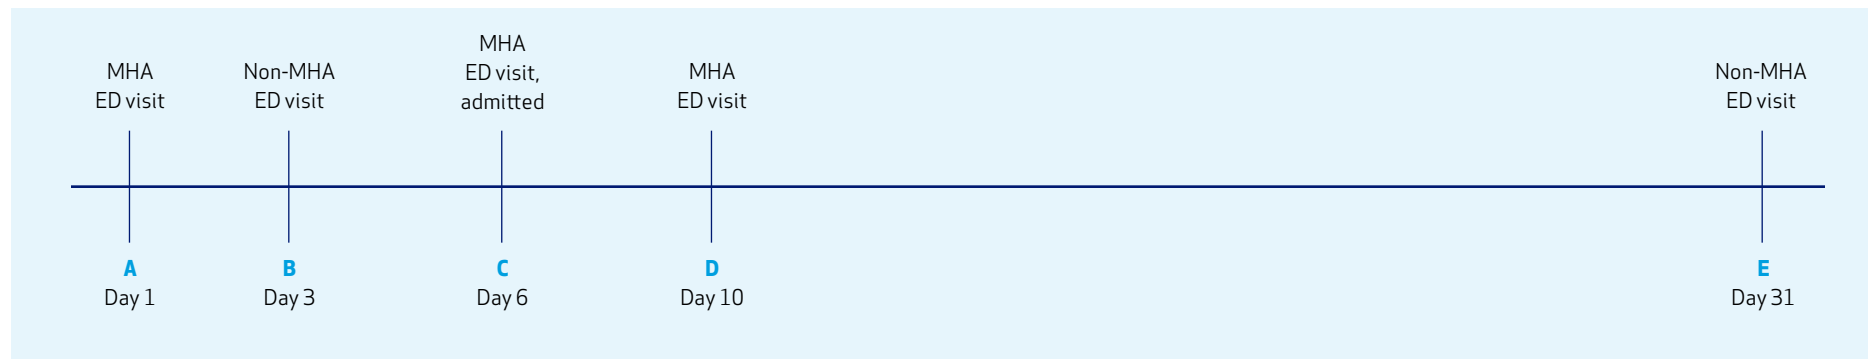 MHA
ED visit
Non-MHA
ED visit
MHA
ED visit,
admitted
MHA
ED visit
Non-MHA
ED visit
A
Day 1
B
Day 3
C
Day 6
D
Day 10
E
Day 31